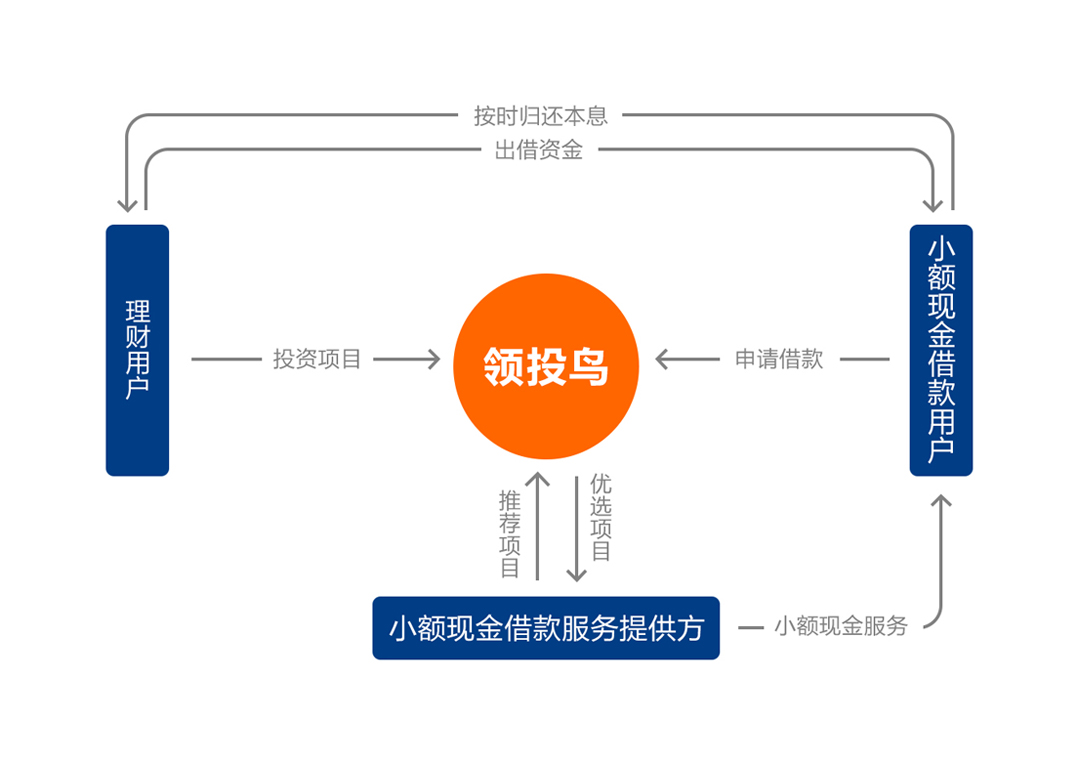 按时归还本息
出借资金
理财用户
投资项目
领投鸟
申请借款
小额现金借款用户
推荐项目
优选项目
小额现金借款服务提供方
小额现金服务